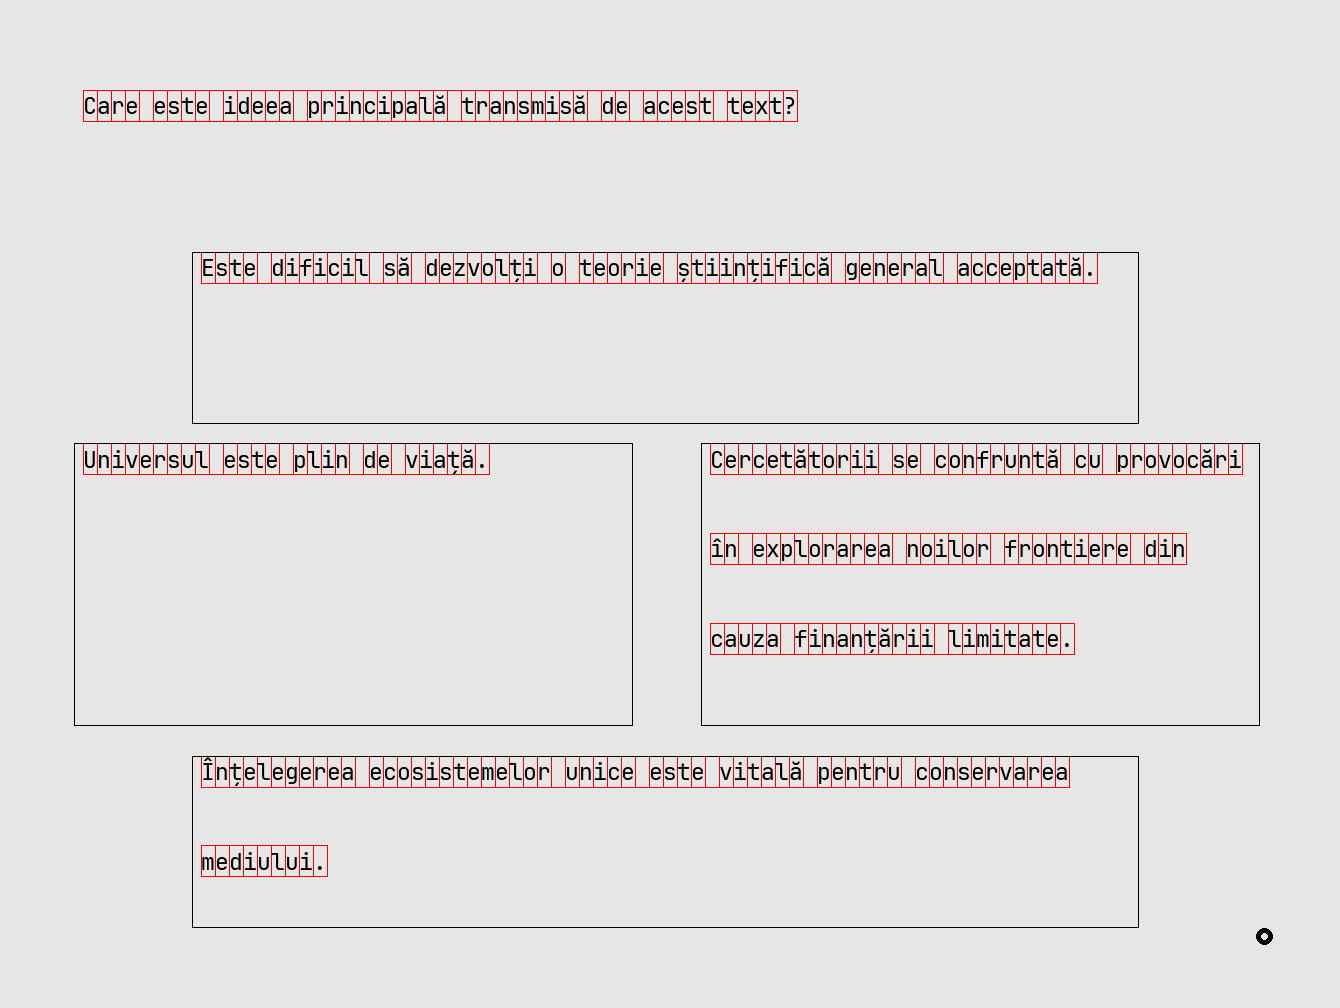 Care este ideea principală transmisă de acest text?
Este dificil să dezvolți o teorie științifică general acceptată.
Universul este plin de viață.
Cercetătorii se confruntă cu provocări
în explorarea noilor frontiere din
cauza finanțării limitate.
Înțelegerea ecosistemelor unice este vitală pentru conservarea
mediului.